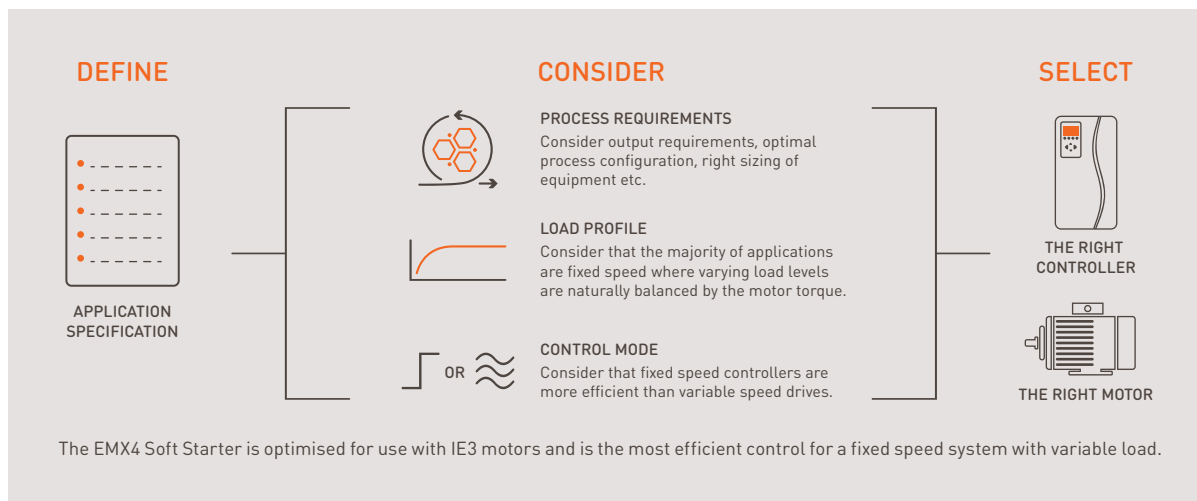 DEFINE
APPLICATION
SPECIFICATION
CONSIDER
PROCESS REQUIREMENTS
Consider output requirements, optimal
process configuration, right sizing of
equipment etc.
LOAD PROFILE
Consider that the majority of applications
are fixed speed where varying load levels
are naturally balanced by the motor torque.
OR
CONTROL MODE
Consider that fixed speed controllers are
more efficient than variable speed drives.
SELECT
THE RIGHT
CONTROLLER
THE RIGHT MOTOR
The EMX4 Soft Starter is optimised for use with IE3 motors and is the most efficient control for a fixed speed system with variable load.